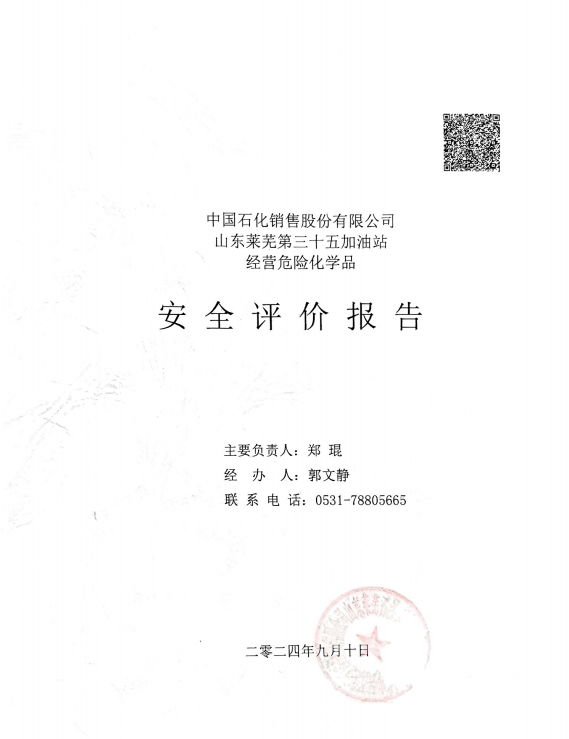 中国石化销售股份有限公司
山东莱芜第三十五加油站
经营危险化学品
安全评价报告
主要负责人：郑 琨
经 办 人：郭文静
联 系 电 话：0531-78805665
二零二四年九月十日